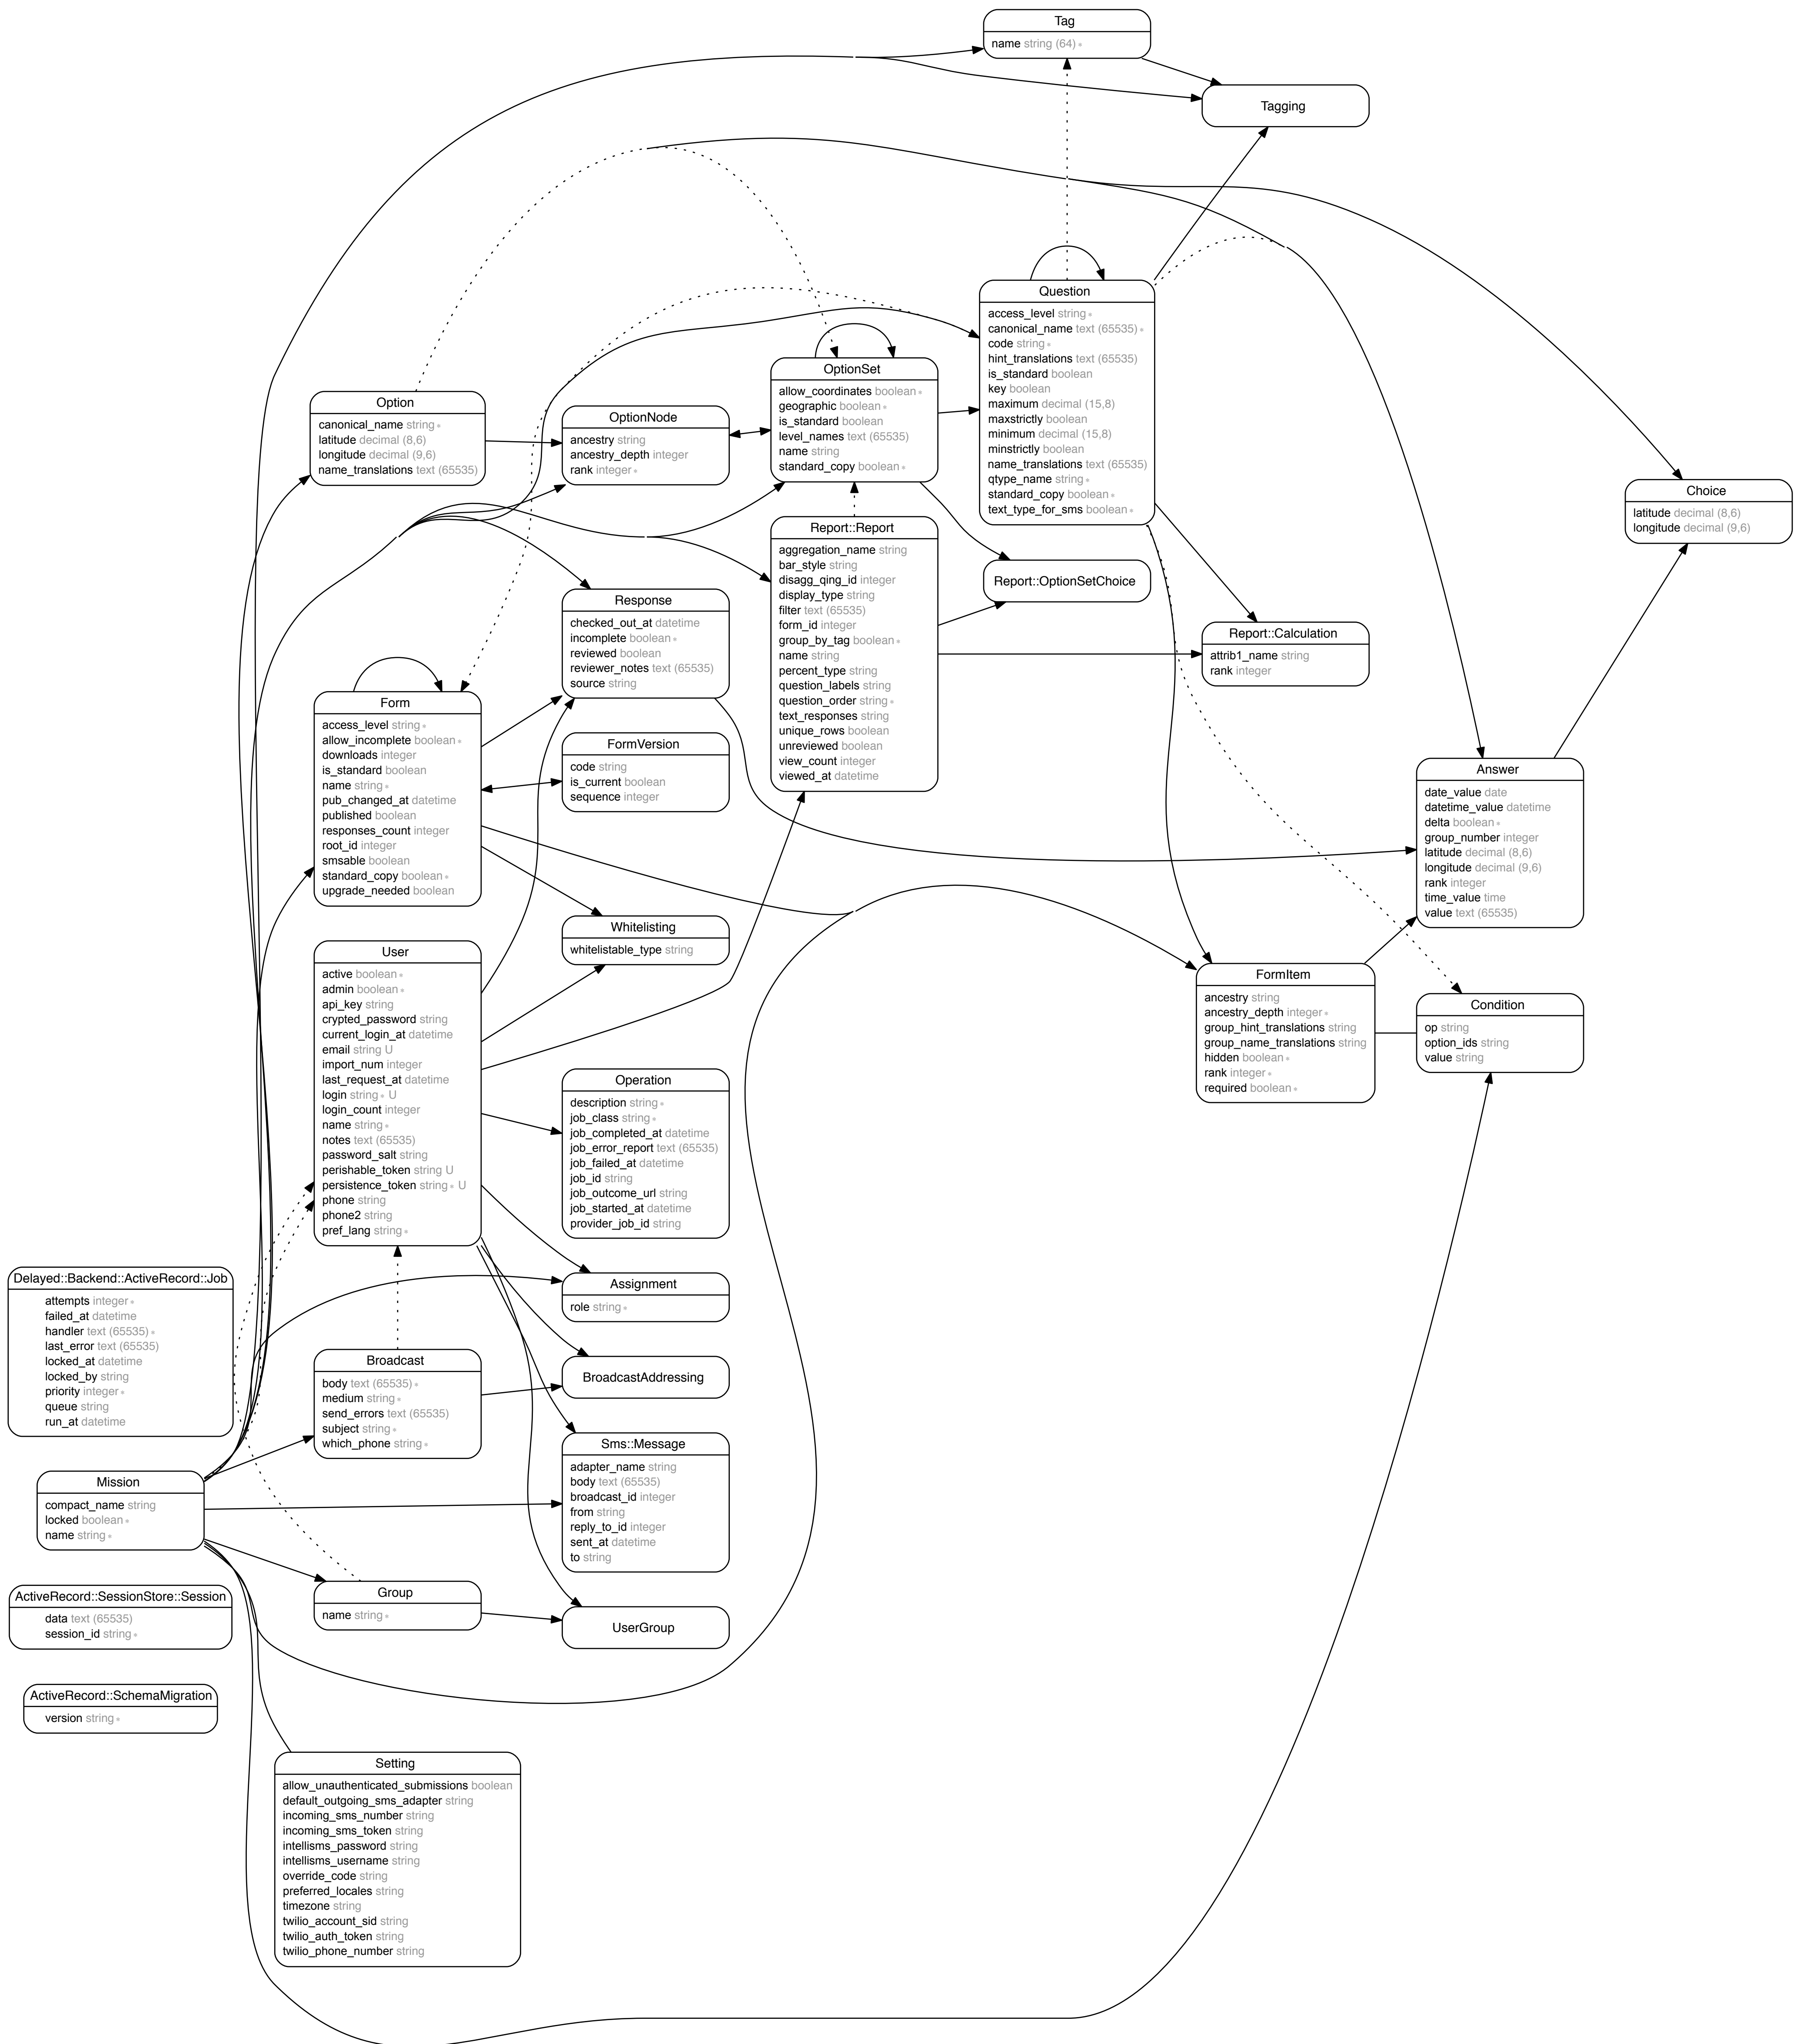 Tag
name string (64) ∗
Tagging
Question
access_level string ∗
canonical_name text (65535) ∗
code string ∗
hint_translations text (65535)
is_standard boolean
key boolean
maximum decimal (15,8)
maxstrictly boolean
minimum decimal (15,8)
minstrictly boolean
name_translations text (65535)
qtype_name string ∗
standard_copy boolean ∗
text_type_for_sms boolean ∗
OptionSet
allow_coordinates boolean ∗
geographic boolean ∗
is_standard boolean
level_names text (65535)
name string
standard_copy boolean ∗
Option
canonical_name string ∗
latitude decimal (8,6)
longitude decimal (9,6)
name_translations text (65535)
OptionNode
ancestry string
ancestry_depth integer
rank integer ∗
Choice
latitude decimal (8,6)
longitude decimal (9,6)
Report::Report
aggregation_name string
bar_style string
disagg_qing_id integer
display_type string
filter text (65535)
form_id integer
group_by_tag boolean ∗
name string
percent_type string
question_labels string
question_order string ∗
text_responses string
unique_rows boolean
unreviewed boolean
view_count integer
viewed_at datetime
Report::OptionSetChoice
Response
checked_out_at datetime
incomplete boolean ∗
reviewed boolean
reviewer_notes text (65535)
source string
Report::Calculation
attrib1_name string
rank integer
Form
access_level string ∗
allow_incomplete boolean ∗
downloads integer
is_standard boolean
name string ∗
pub_changed_at datetime
published boolean
responses_count integer
root_id integer
smsable boolean
standard_copy boolean ∗
upgrade_needed boolean
FormVersion
code string
is_current boolean
sequence integer
Answer
date_value date
datetime_value datetime
delta boolean ∗
group_number integer
latitude decimal (8,6)
longitude decimal (9,6)
rank integer
time_value time
value text (65535)
Whitelisting
whitelistable_type string
User
active boolean ∗
admin boolean ∗
api_key string
crypted_password string
current_login_at datetime
email string U
import_num integer
last_request_at datetime
login string ∗ U
login_count integer
name string ∗
notes text (65535)
password_salt string
perishable_token string U
persistence_token string ∗ U
phone string
phone2 string
pref_lang string ∗
FormItem
ancestry string
ancestry_depth integer ∗
group_hint_translations string
group_name_translations string
hidden boolean ∗
rank integer ∗
required boolean ∗
Condition
op string
option_ids string
value string
Operation
description string ∗
job_class string ∗
job_completed_at datetime
job_error_report text (65535)
job_failed_at datetime
job_id string
job_outcome_url string
job_started_at datetime
provider_job_id string
Delayed::Backend::ActiveRecord::Job
attempts integer ∗
failed_at datetime
handler text (65535) ∗
last_error text (65535)
locked_at datetime
locked_by string
priority integer ∗
queue string
run_at datetime
Assignment
role string ∗
Broadcast
body text (65535) ∗
medium string ∗
send_errors text (65535)
subject string ∗
which_phone string ∗
BroadcastAddressing
Sms::Message
adapter_name string
body text (65535)
broadcast_id integer
from string
reply_to_id integer
sent_at datetime
to string
Mission
compact_name string
locked boolean ∗
name string ∗
ActiveRecord::SessionStore::Session
data text (65535)
session_id string ∗
Group
name string ∗
UserGroup
ActiveRecord::SchemaMigration
version string ∗
Setting
allow_unauthenticated_submissions boolean
default_outgoing_sms_adapter string
incoming_sms_number string
incoming_sms_token string
intellisms_password string
intellisms_username string
override_code string
preferred_locales string
timezone string
twilio_account_sid string
twilio_auth_token string
twilio_phone_number string